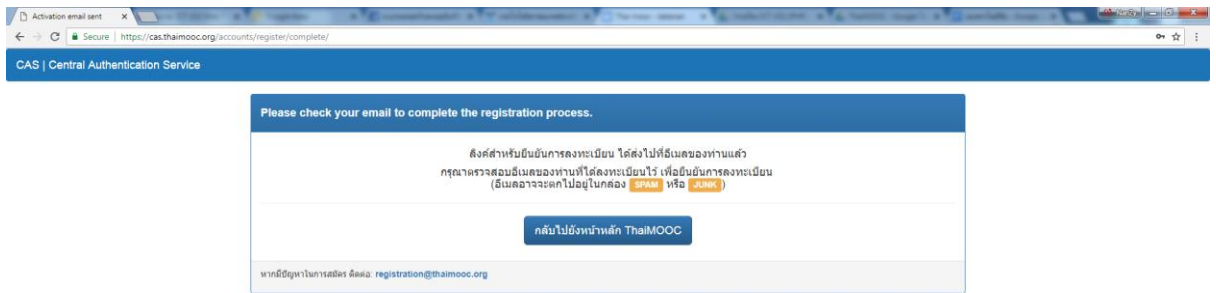 Activation email sent
Secure | https://cas.thaimooc.org/accounts/register/complete/
CAS | Central Authentication Service
Please check your email to complete the registration process.
ลิงค์สำหรับยืนยันการลงทะเบียน ได้ส่งไปที่อีเมลของท่านแล้ว
กรุณาตรวจสอบอีเมลของท่านที่ได้ลงทะเบียนไว้ เพื่อยืนยันการลงทะเบียน
(อีเมลอาจจะตกไปอยู่ในกล่อง SPAM หรือ JUNK )
กลับไปยังหน้าหลัก ThaiMOOC
หากมีปัญหาในการสมัคร ติดต่อ: registration@thaimooc.org